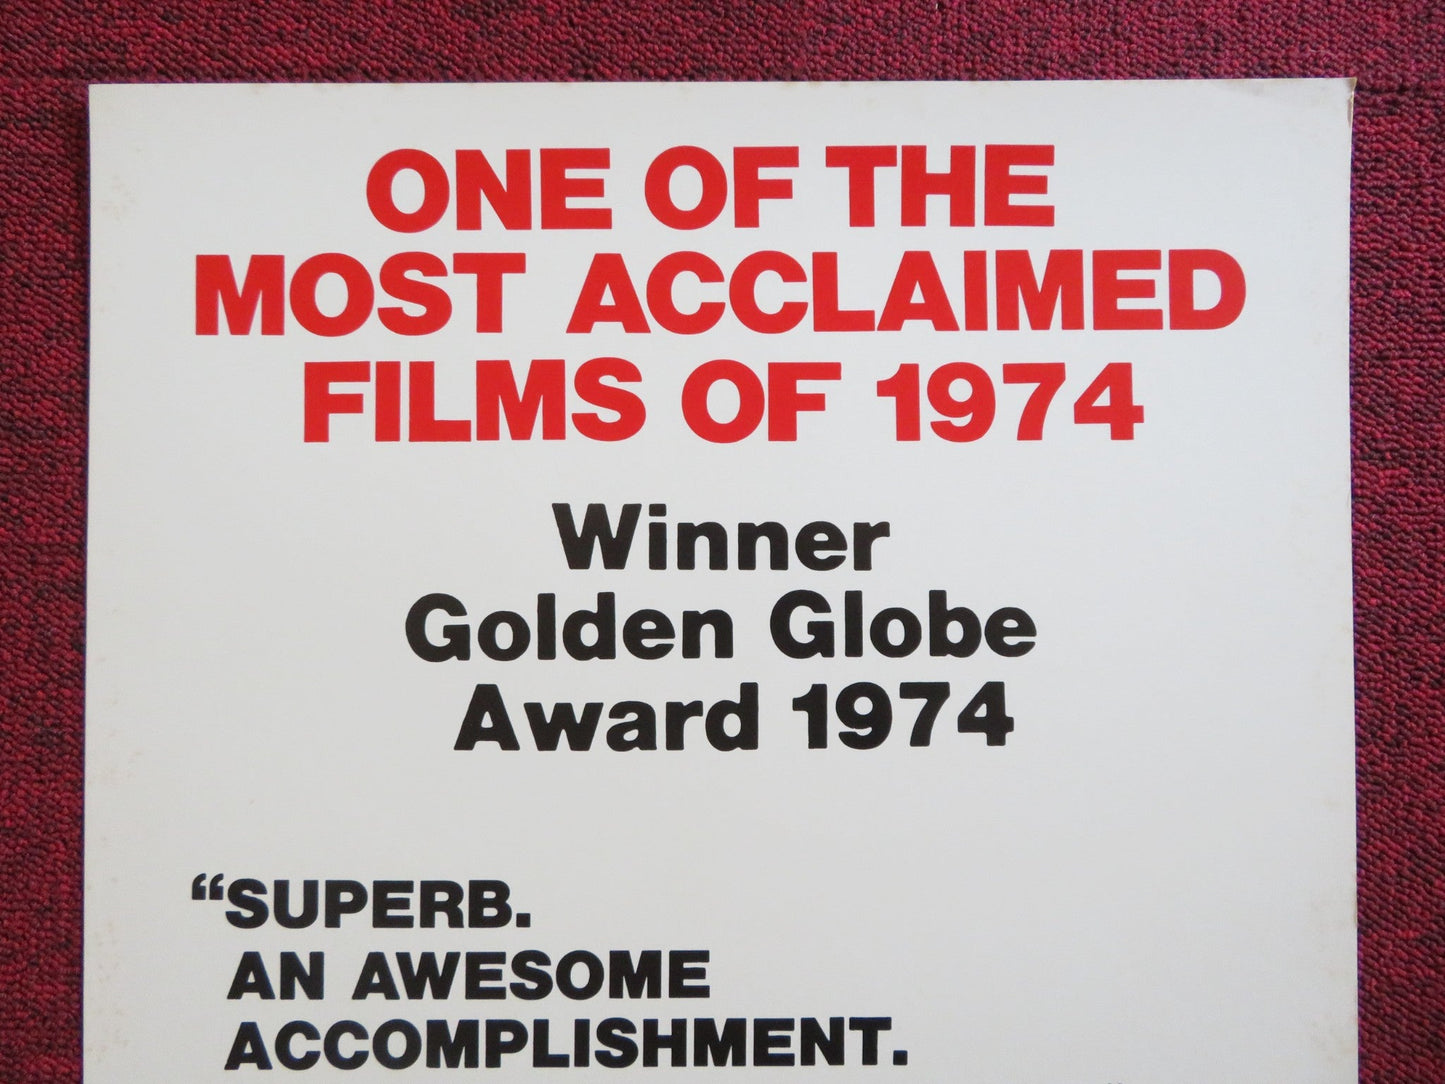 ONE OF THE
MOST ACCLAIMED
FILMS OF 1974
Winner
Golden Globe
Award 1974
“SUPERB.
AN AWESOME
ACCOMPLISHMENT.